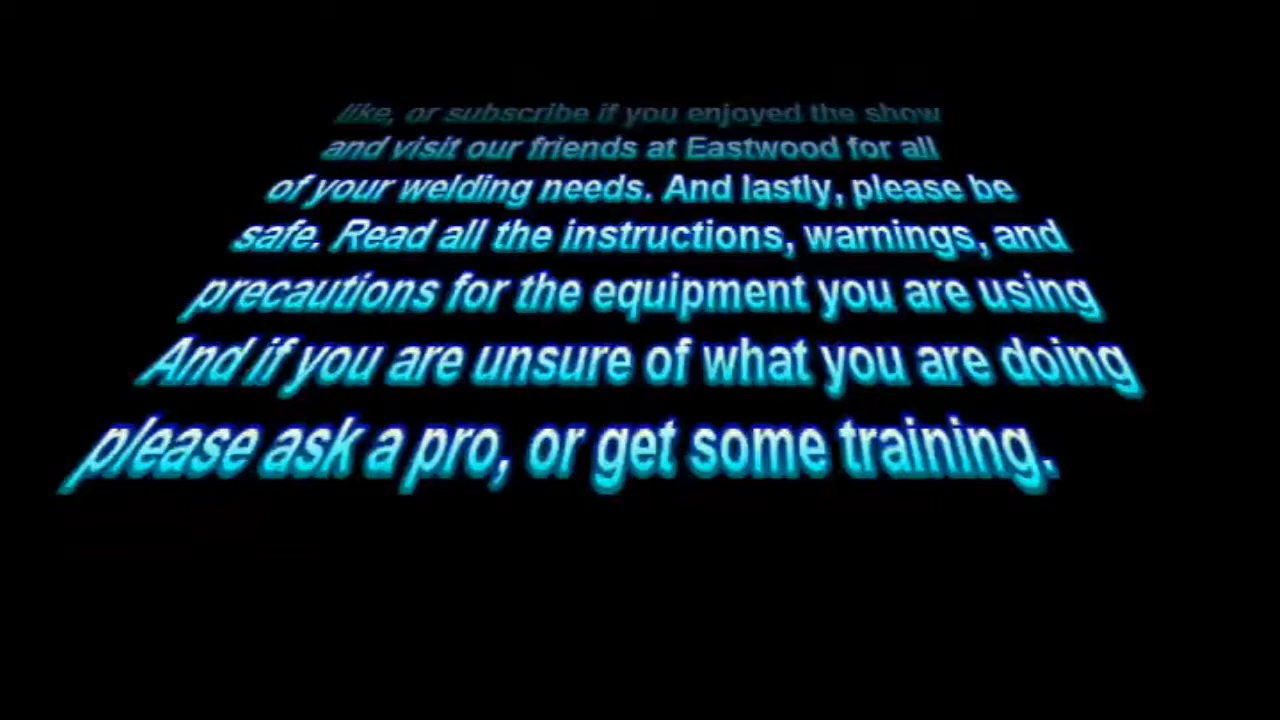 like, or subscribe if you enjoyed the show
and visit our friends at Eastwood for all
of your welding needs. And lastly, please be
safe. Read all the instructions, warnings, and
precautions for the equipment you are using
And if you are unsure of what you are doing
please ask a pro, or get some training.